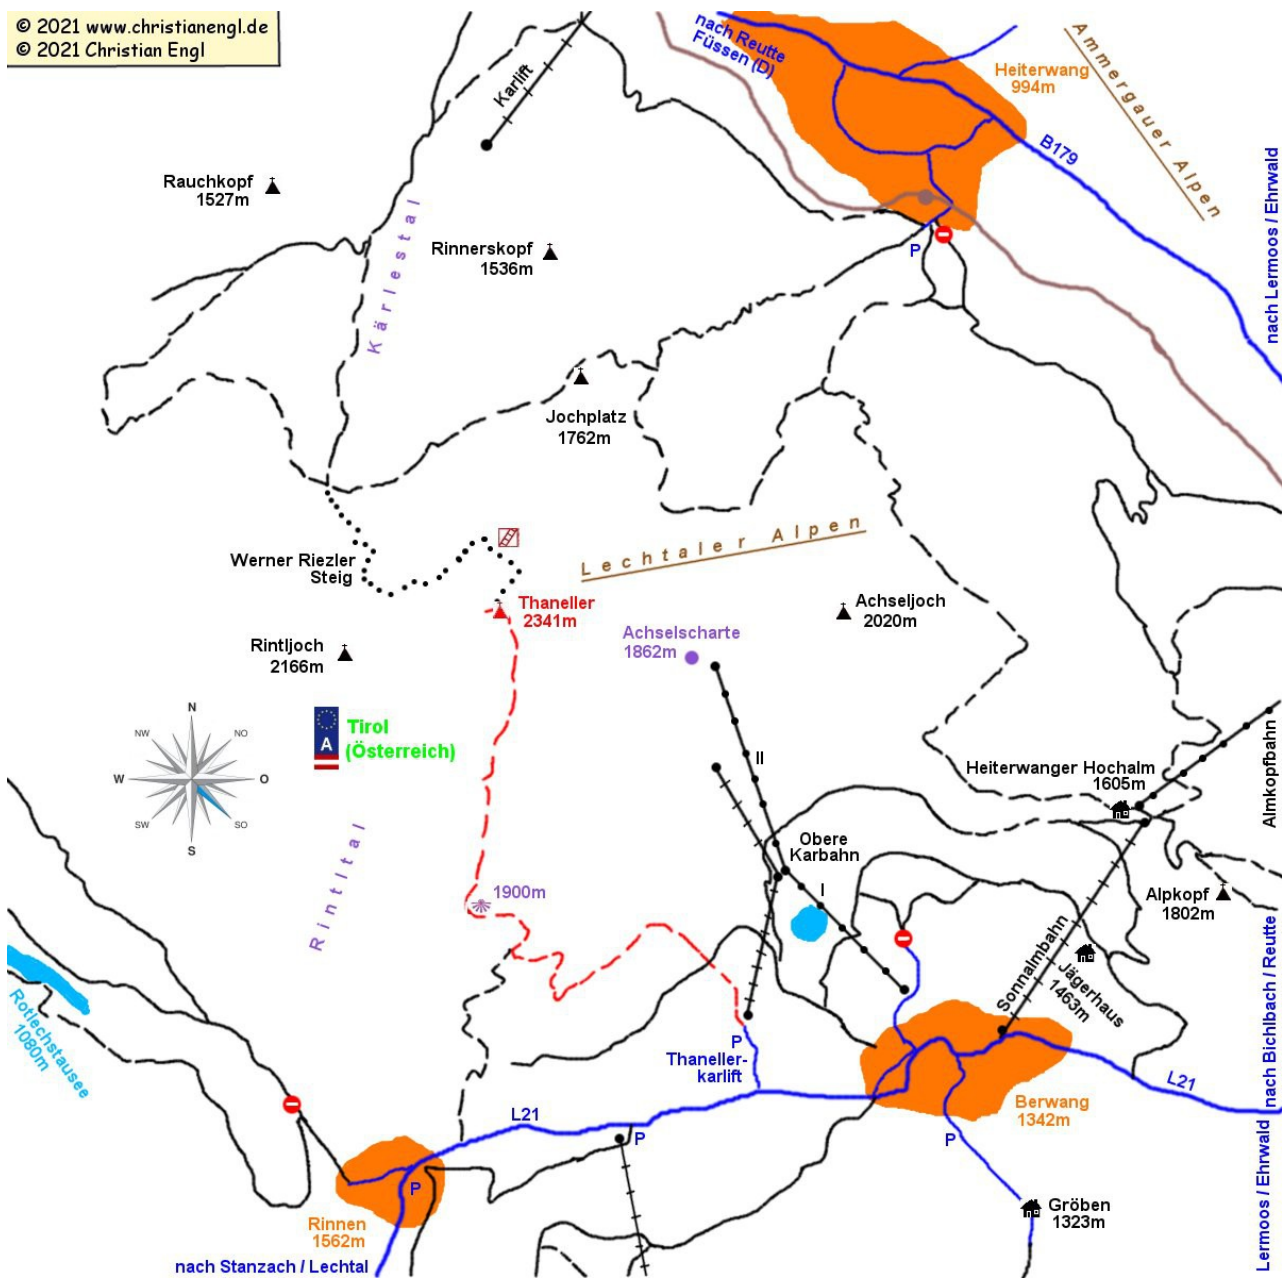 © 2021 www.christianengl.de
© 2021 Christian Engl
nach Reutte
Füssen (D)
Heiterwang
994m
Ammergauer Alpen
B179
nach Lermoos / Ehrwald
Karlift
Rauchkopf
1527m
Kärlestal
Rinnerskopf
1536m
P
Jochplatz
1762m
Lechtaler Alpen
Werner Riezler
Steig
Thaneller
2341m
Achseljoch
2020m
Achselscharte
1862m
Rintljoch
2166m
N
NW
NO
W
O
SW
SO
S
A
Tirol
(Österreich)
II
Heiterwanger Hochalm
1605m
Almkopfbahn
Obere
Karbahn
I
Rintltal
1900m
Alpkopf
1802m
Sonnalmbahn
Jägerhaus
1463m
Rotlechstausee
1080m
P
Thaneller-
karlift
nach Bichlbach / Reutte
L21
L21
Berwang
1342m
P
P
P
Rinnen
1562m
Gröben
1323m
Lermoos / Ehrwald
nach Stanzach / Lechtal